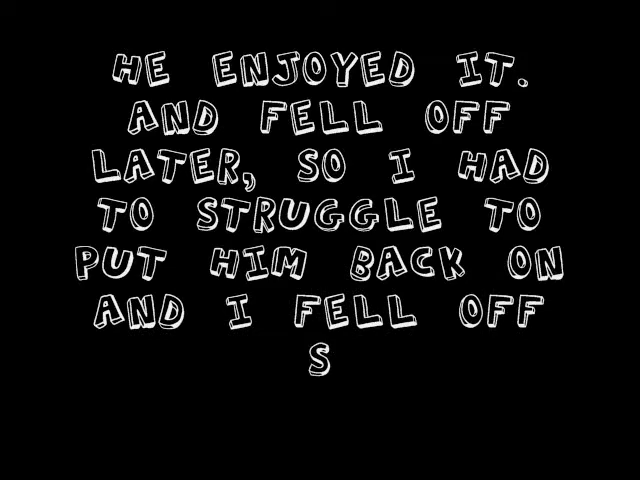 HE ENJOYED IT.
AND FELL OFF
LATER, SO I HAD
TO STRUGGLE TO
PUT HIM BACK ON
AND I FELL OFF
S